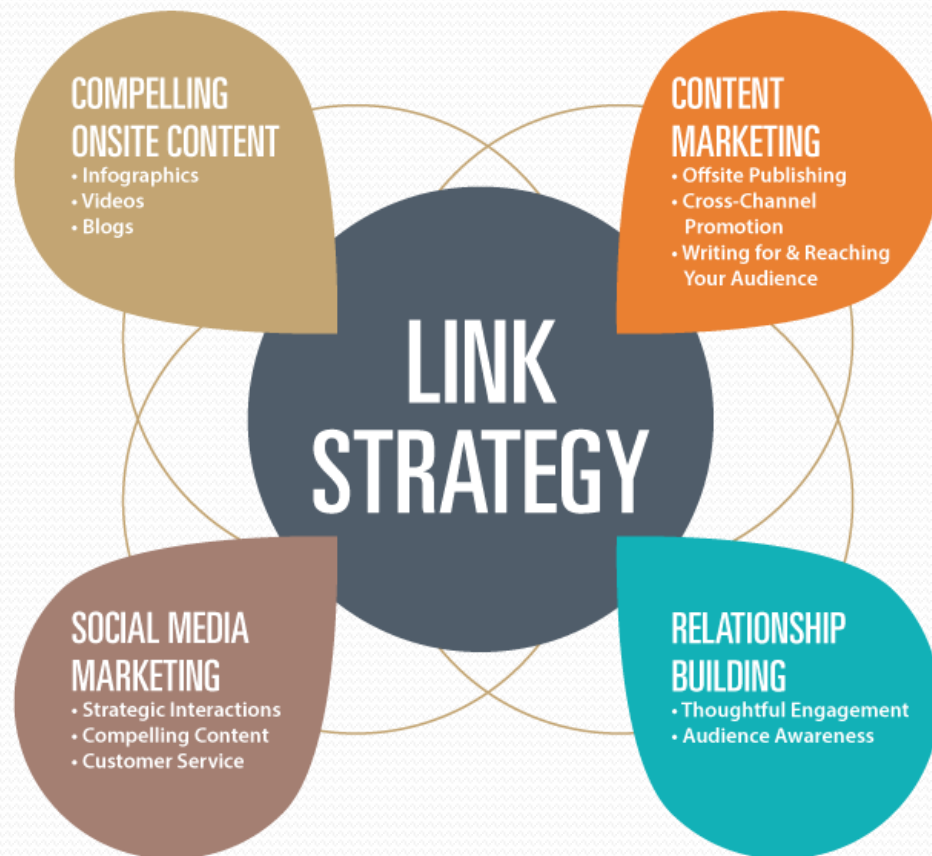 COMPELLING
ONSITE CONTENT
• Infographics
• Videos
• Blogs
CONTENT
MARKETING
• Offsite Publishing
• Cross-Channel
Promotion
• Writing for & Reaching
Your Audience
LINK
STRATEGY
SOCIAL MEDIA
MARKETING
• Strategic Interactions
• Compelling Content
• Customer Service
RELATIONSHIP
BUILDING
• Thoughtful Engagement
• Audience Awareness